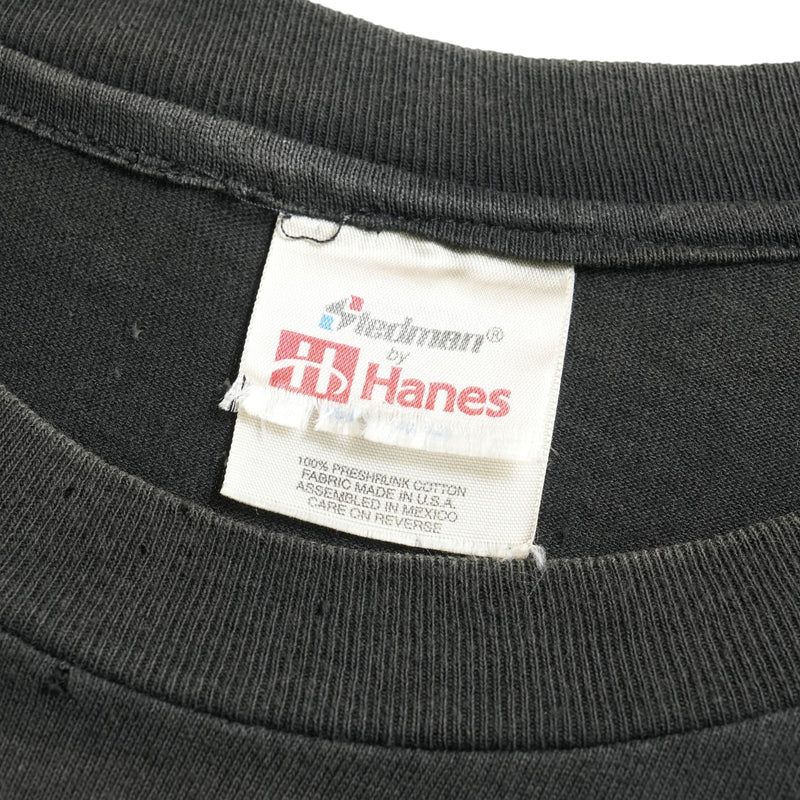 Stedman®
by
Hanes
100% PRESHRUNK COTTON
FABRIC MADE IN U.S.A.
ASSEMBLED IN MEXICO
CARE ON REVERSE